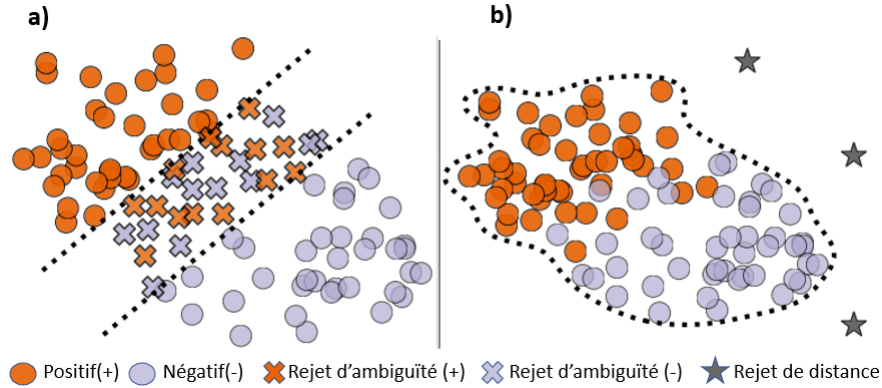 a)
b)
Positif(+) Négatif(-) Rejet d’ambiguïté (+) Rejet d’ambiguïté (-) Rejet de distance